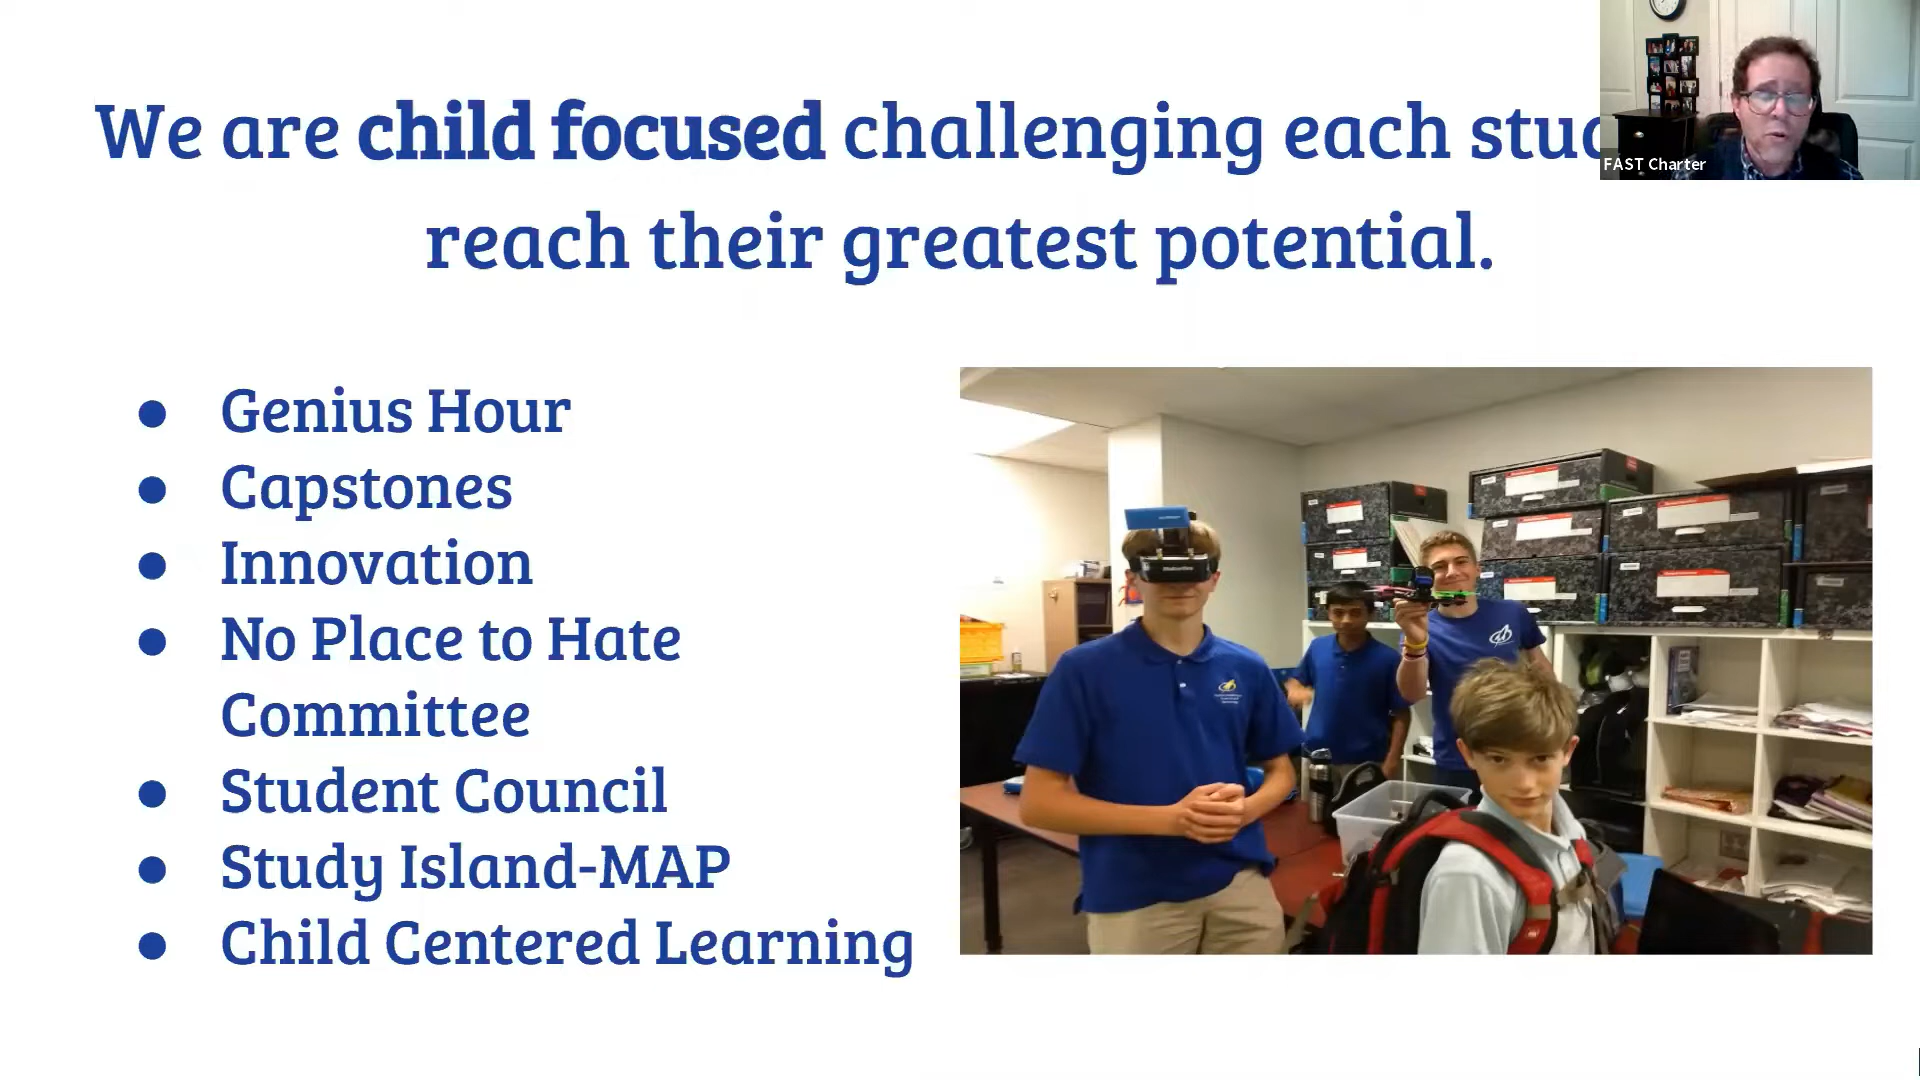 We are child focused challenging each
reach their greatest potential.
FAST Charter
● Genius Hour
● Capstones
● Innovation
● No Place to Hate
Committee
● Student Council
● Study Island-MAP
● Child Centered Learning